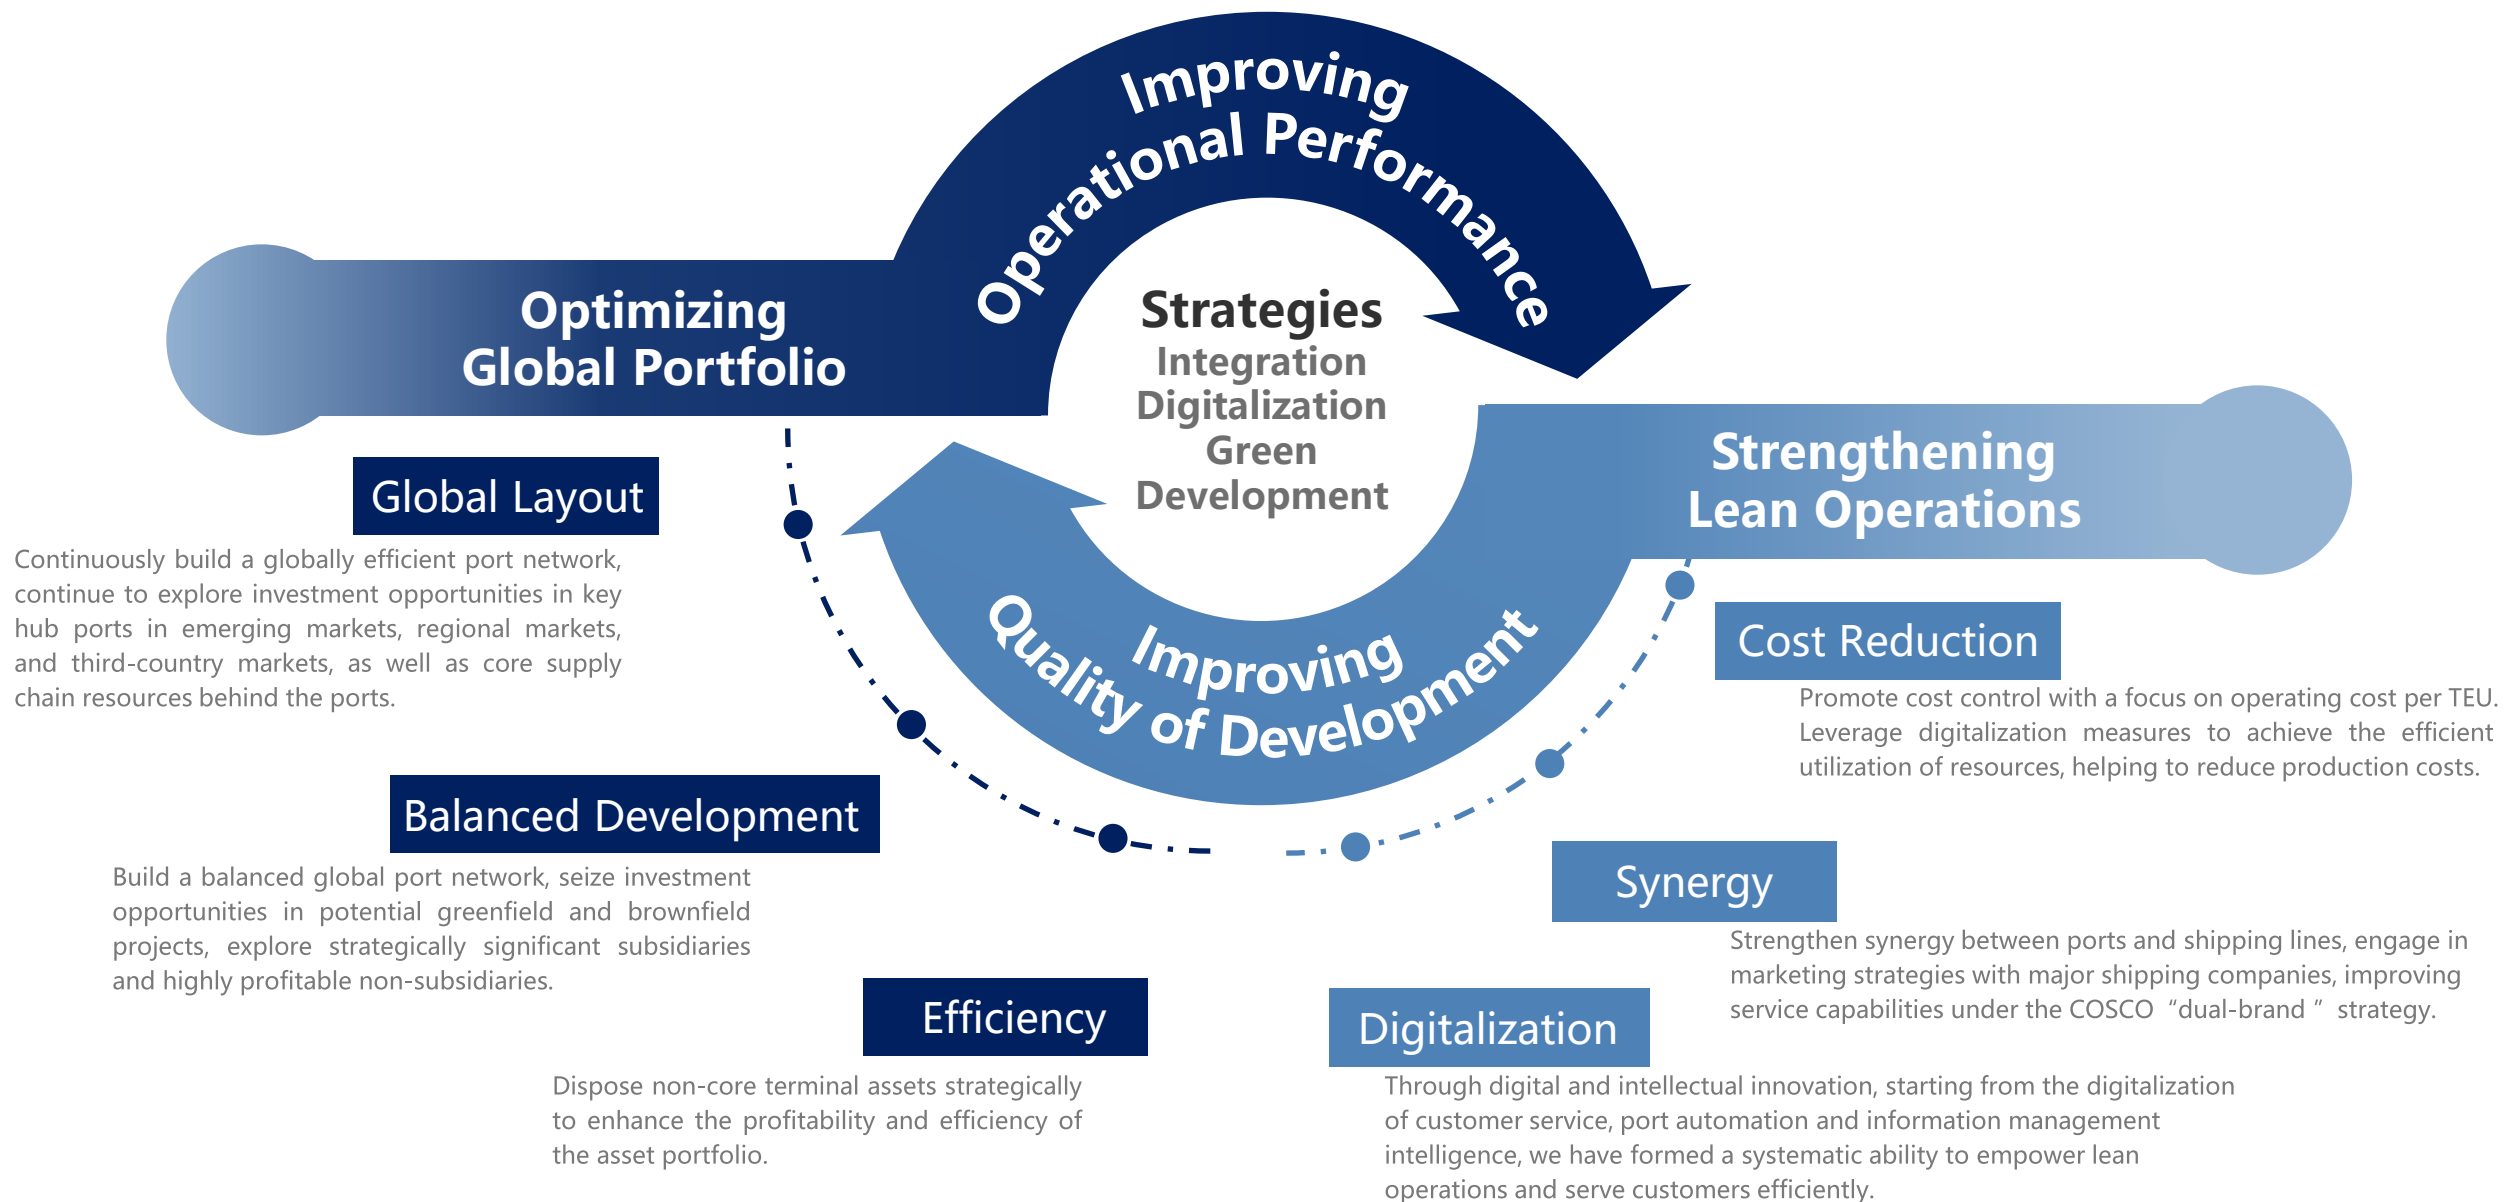 Improving
Operational Performance
Optimizing
Global Portfolio
Strategies
Integration
Digitalization
Green
Development
Strengthening
Lean Operations
Improving
Quality of Development
Global Layout
Continuously build a globally efficient port network,
continue to explore investment opportunities in key
hub ports in emerging markets, regional markets,
and third-country markets, as well as core supply
chain resources behind the ports.
Balanced Development
Build a balanced global port network, seize investment
opportunities in potential greenfield and brownfield
projects, explore strategically significant subsidiaries
and highly profitable non-subsidiaries.
Efficiency
Dispose non-core terminal assets strategically
to enhance the profitability and efficiency of
the asset portfolio.
Cost Reduction
Promote cost control with a focus on operating cost per TEU.
Leverage digitalization measures to achieve the efficient
utilization of resources, helping to reduce production costs.
Synergy
Strengthen synergy between ports and shipping lines, engage in
marketing strategies with major shipping companies, improving
service capabilities under the COSCO “dual-brand ” strategy.
Digitalization
Through digital and intellectual innovation, starting from the digitalization
of customer service, port automation and information management
intelligence, we have formed a systematic ability to empower lean
operations and serve customers efficiently.